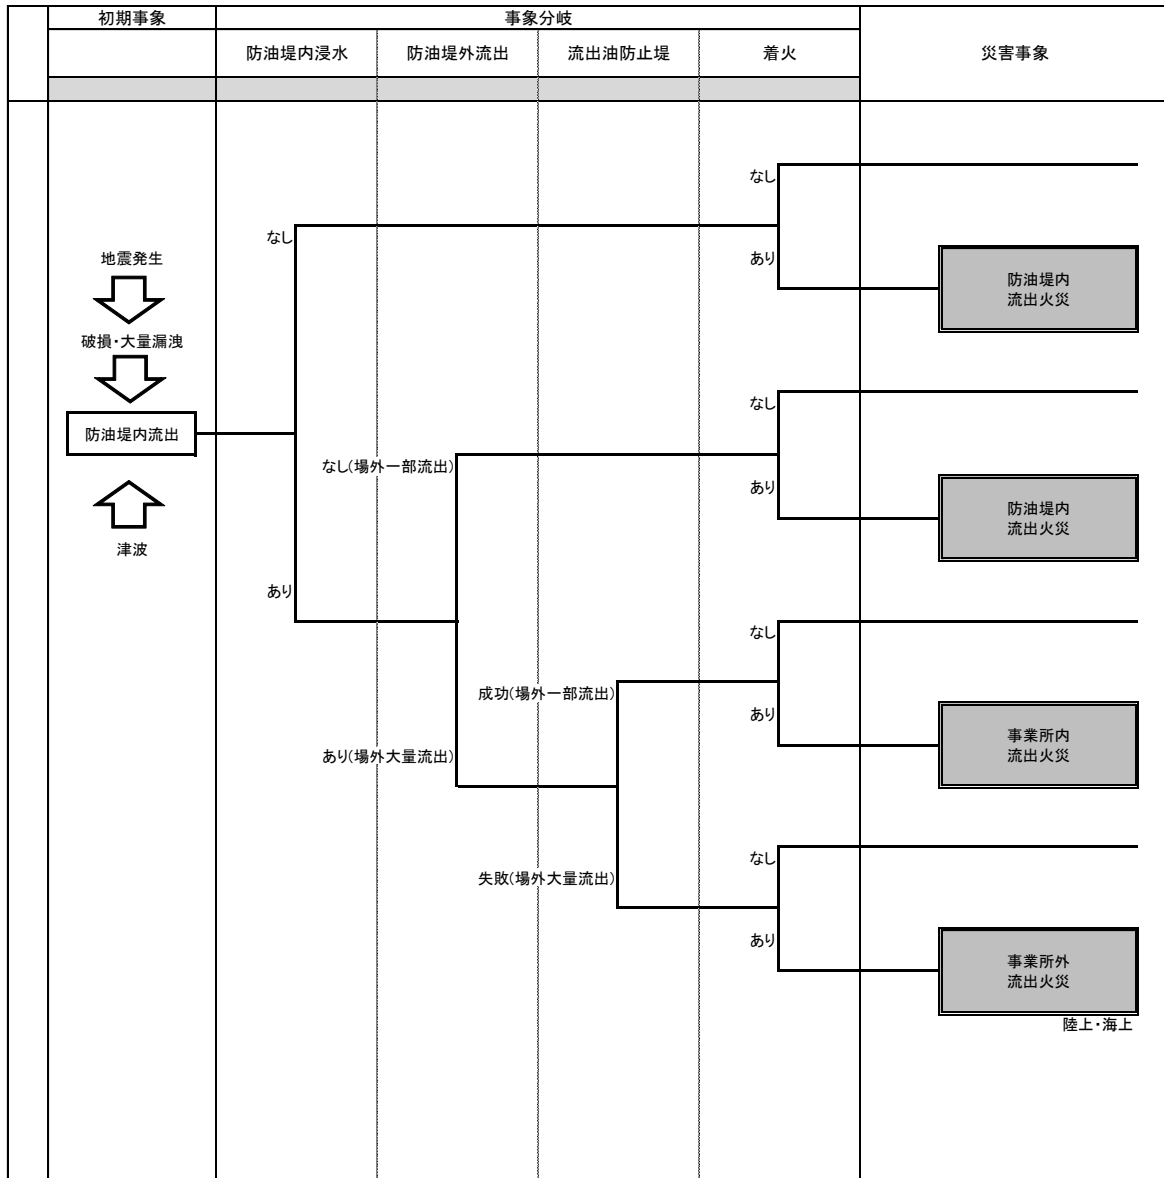 初期事象
事象分岐
防油堤内浸水
防油堤外流出
流出油防止堤
着火
災害事象
なし
なし
地震発生
あり
防油堤内
流出火災
破損・大量漏洩
なし
防油堤内流出
なし(場外一部流出)
あり
防油堤内
流出火災
津波
あり
なし
成功(場外一部流出)
あり
事業所内
流出火災
あり(場外大量流出)
なし
失敗(場外大量流出)
あり
事業所外
流出火災
陸上・海上